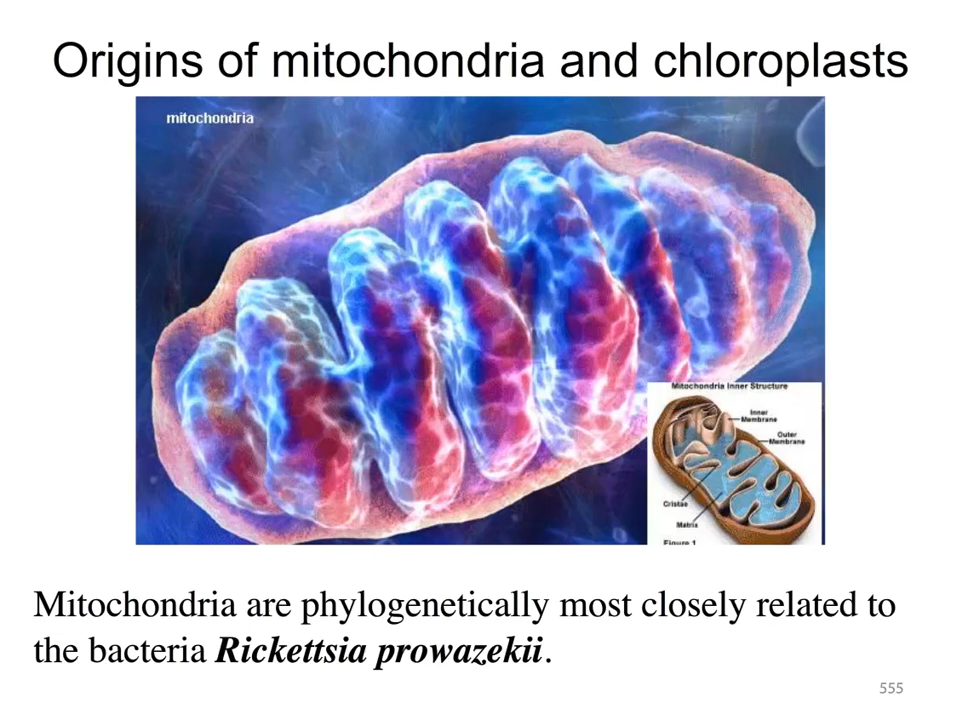 Origins of mitochondria and chloroplasts
mitochondria
Mitochondria Inner Structure
Inner
Membrane
Outer
Membrane
Cristae
Matrix
Figure 1
Mitochondria are phylogenetically most closely related to
the bacteria Rickettsia prowazekii.
555